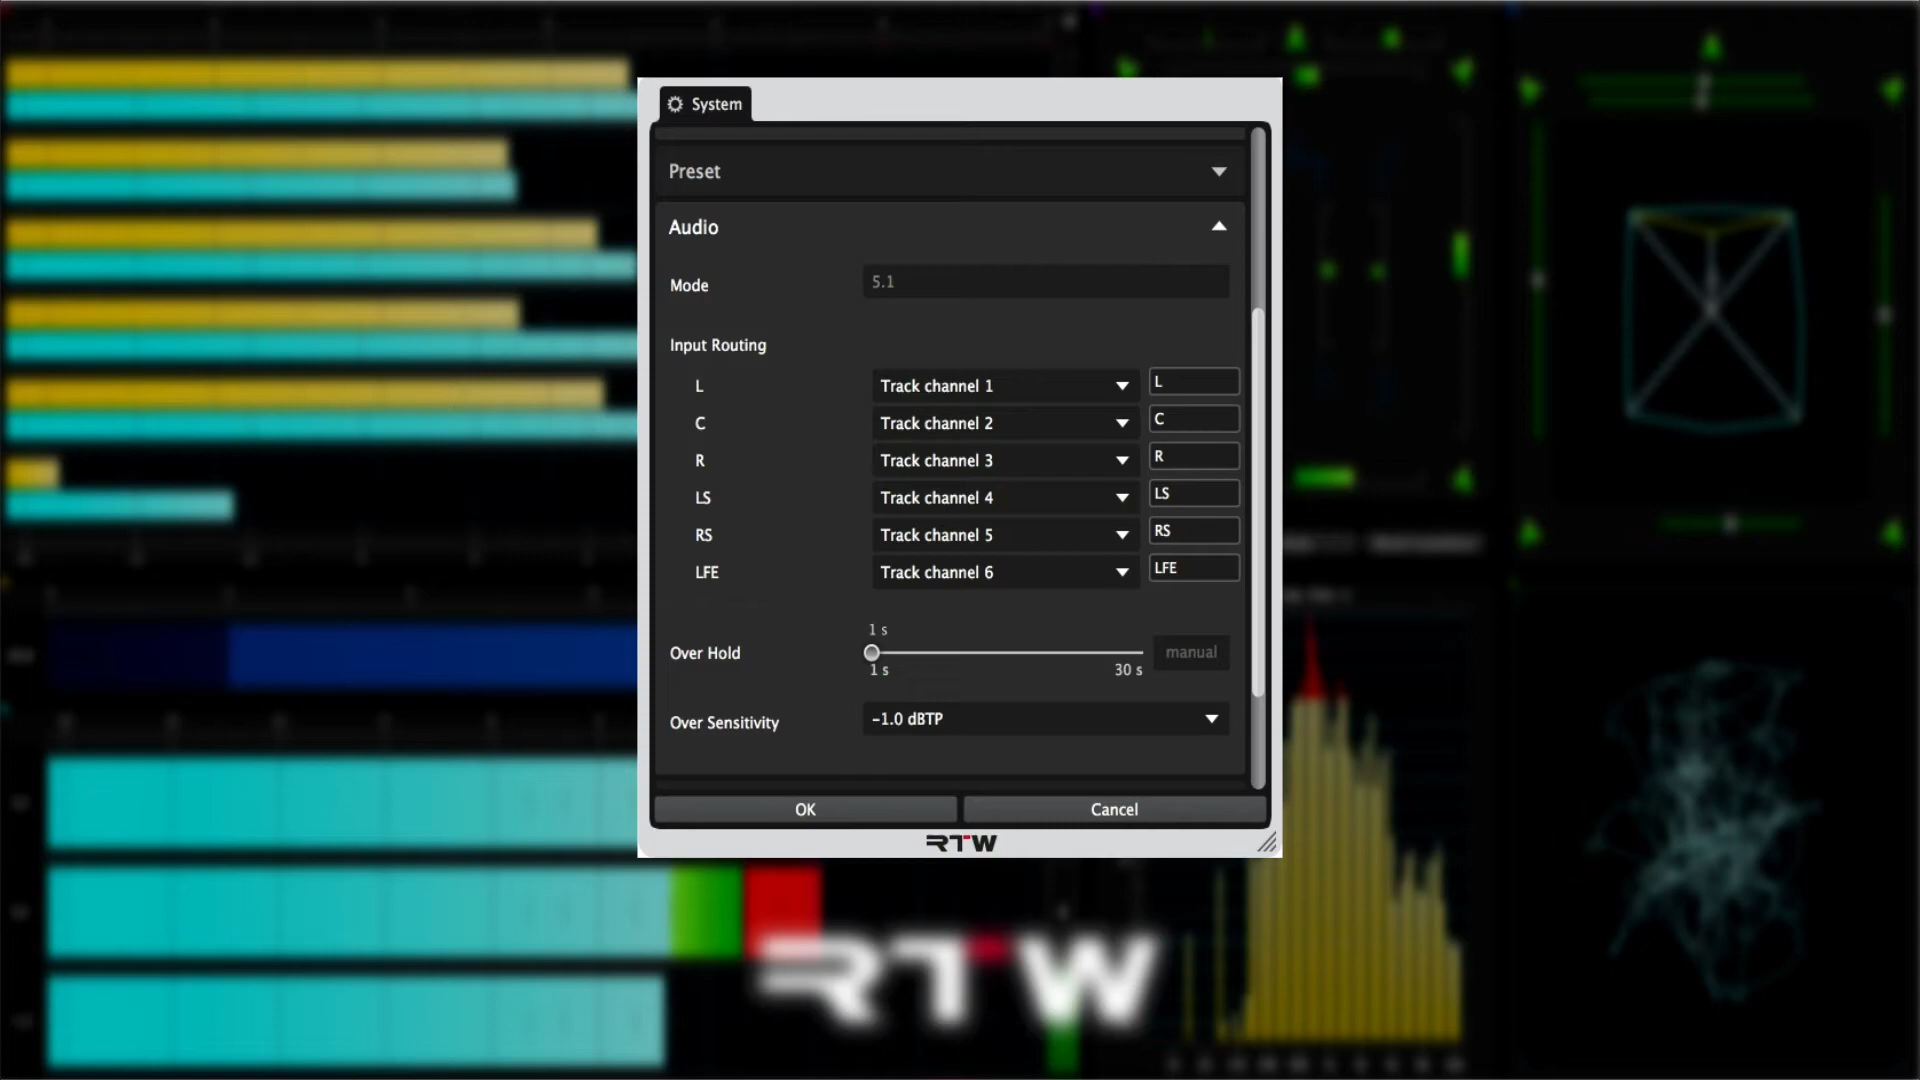 System
Preset
Audio
Mode 5.1
Input Routing
L Track channel 1 L
C Track channel 2 C
R Track channel 3 R
LS Track channel 4 LS
RS Track channel 5 RS
LFE Track channel 6 LFE
1 s
Over Hold manual
1 s 30 s
Over Sensitivity -1.0 dBTP
OK Cancel
RTW
RTW